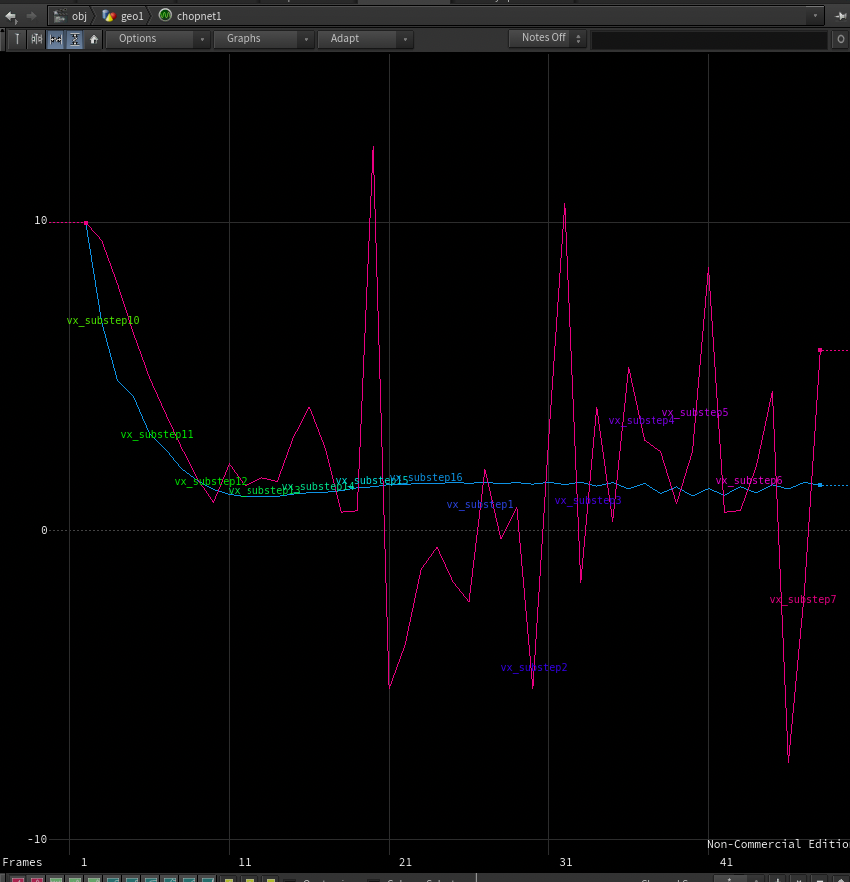 obj geo1 chopnet1
Options Graphs Adapt Notes Off
10
vx_substep10
vx_substep5
vx_substep4
vx_substep11
vx_substep12
vx_substep13
vx_substep14
vx_substep15
vx_substep16
vx_substep6
vx_substep1
vx_substep3
0
vx_substep7
vx_substep2
-10
Non-Commercial Editio
Frames 1 11 21 31 41